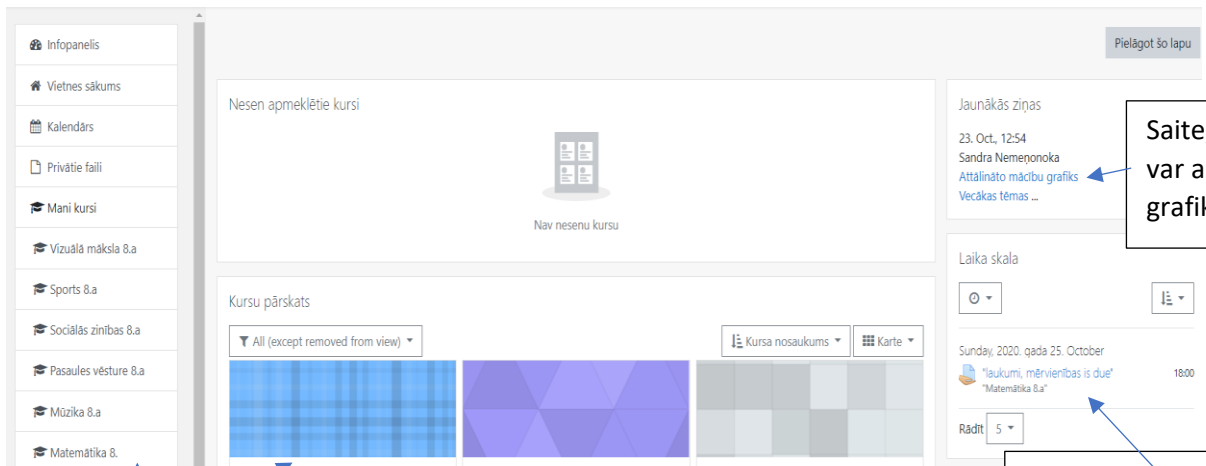 Infopanelis
Vietnes sākums
Kalendārs
Privātie faili
Mani kursi
Vizuālā māksla 8.a
Sports 8.a
Sociālās zinības 8.a
Pasaules vēsture 8.a
Mūzika 8.a
Matemātika 8.
Pielāgot šo lapu
Nesen apmeklētie kursi
Nav nesenu kursu
Kursu pārskats
All (except removed from view)
Kursa nosaukums
Karte
Jaunākās ziņas
23. Oct., 12:54
Sandra Nemeņonoka
Attālināto mācību grafiks
Vecākas tēmas ...
Saite
var a
grafik
Laika skala
Sunday, 2020. gada 25. October
"laukumi, mērvienības is due" 18:00
"Matemātika 8.a"
Rādīt 5